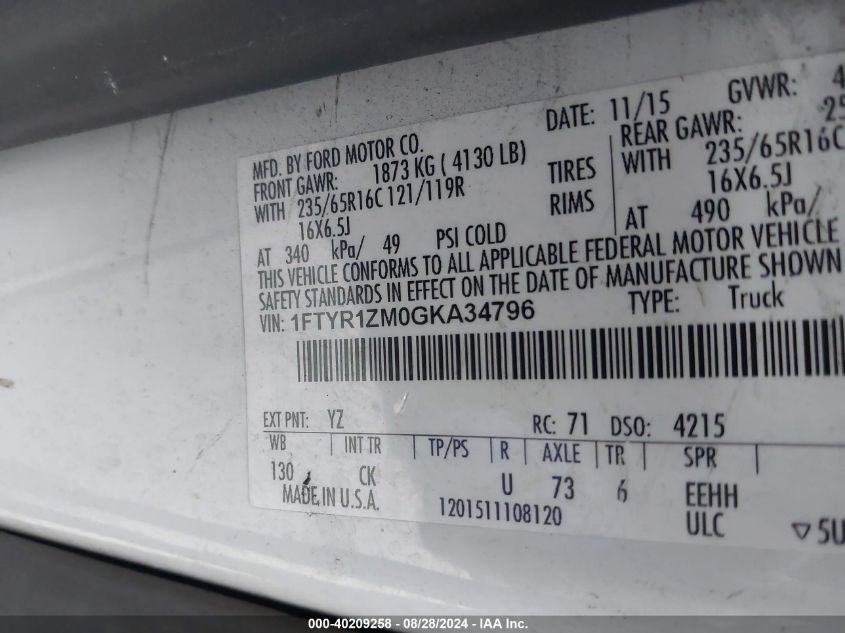 MFD. BY FORD MOTOR CO. DATE: 11/15 GVWR: 4
FRONT GAWR: 1873 KG ( 4130 LB) REAR GAWR: 25
WITH 235/65R16C 121/119R TIRES WITH 235/65R16C
16X6.5J RIMS 16X6.5J
AT 340 kPa/ 49 PSI COLD AT 490 kPa/
THIS VEHICLE CONFORMS TO ALL APPLICABLE FEDERAL MOTOR VEHICLE
SAFETY STANDARDS IN EFFECT ON THE DATE OF MANUFACTURE SHOWN
VIN: 1FTYR1ZM0GKA34796 TYPE: Truck
EXT PNT: YZ RC: 71 DSO: 4215
WB INT TR TP/PS R AXLE TR SPR
130 CK U 73 6 EEHH
MADE IN U.S.A. 1201511108120 ULC ▽5U
000-40209258 - 08/28/2024 - IAA Inc.